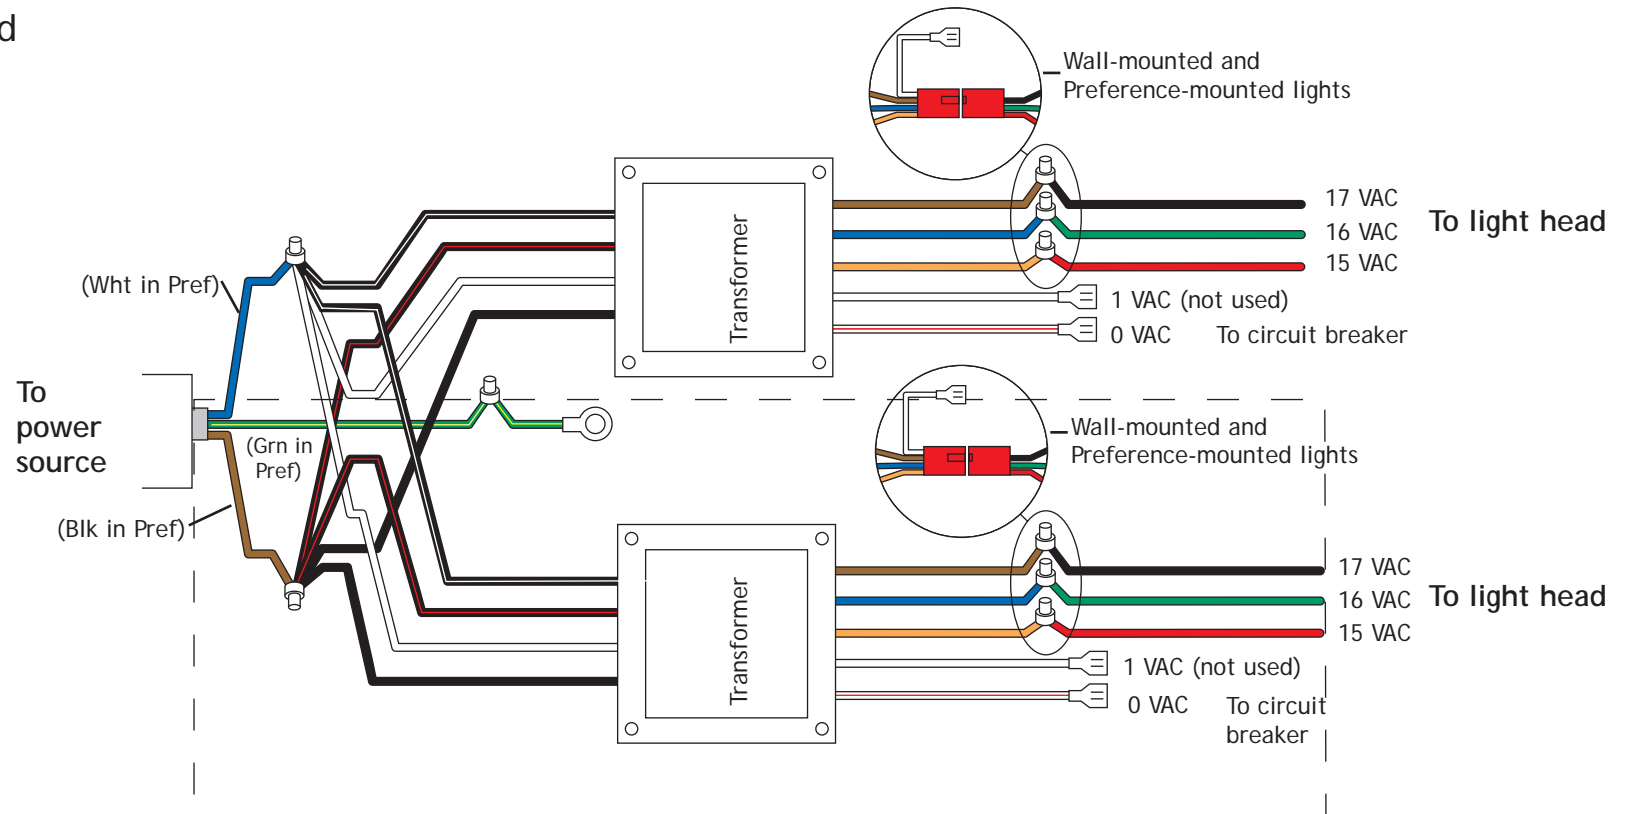 d
Wall-mounted and
Preference-mounted lights
17 VAC
To light head
16 VAC
15 VAC
1 VAC (not used)
0 VAC To circuit breaker
Transformer
(Wht in Pref)
To
power
source
(Grn in
Pref)
(Blk in Pref)
Wall-mounted and
Preference-mounted lights
17 VAC
To light head
16 VAC
15 VAC
1 VAC (not used)
0 VAC To circuit
breaker
Transformer